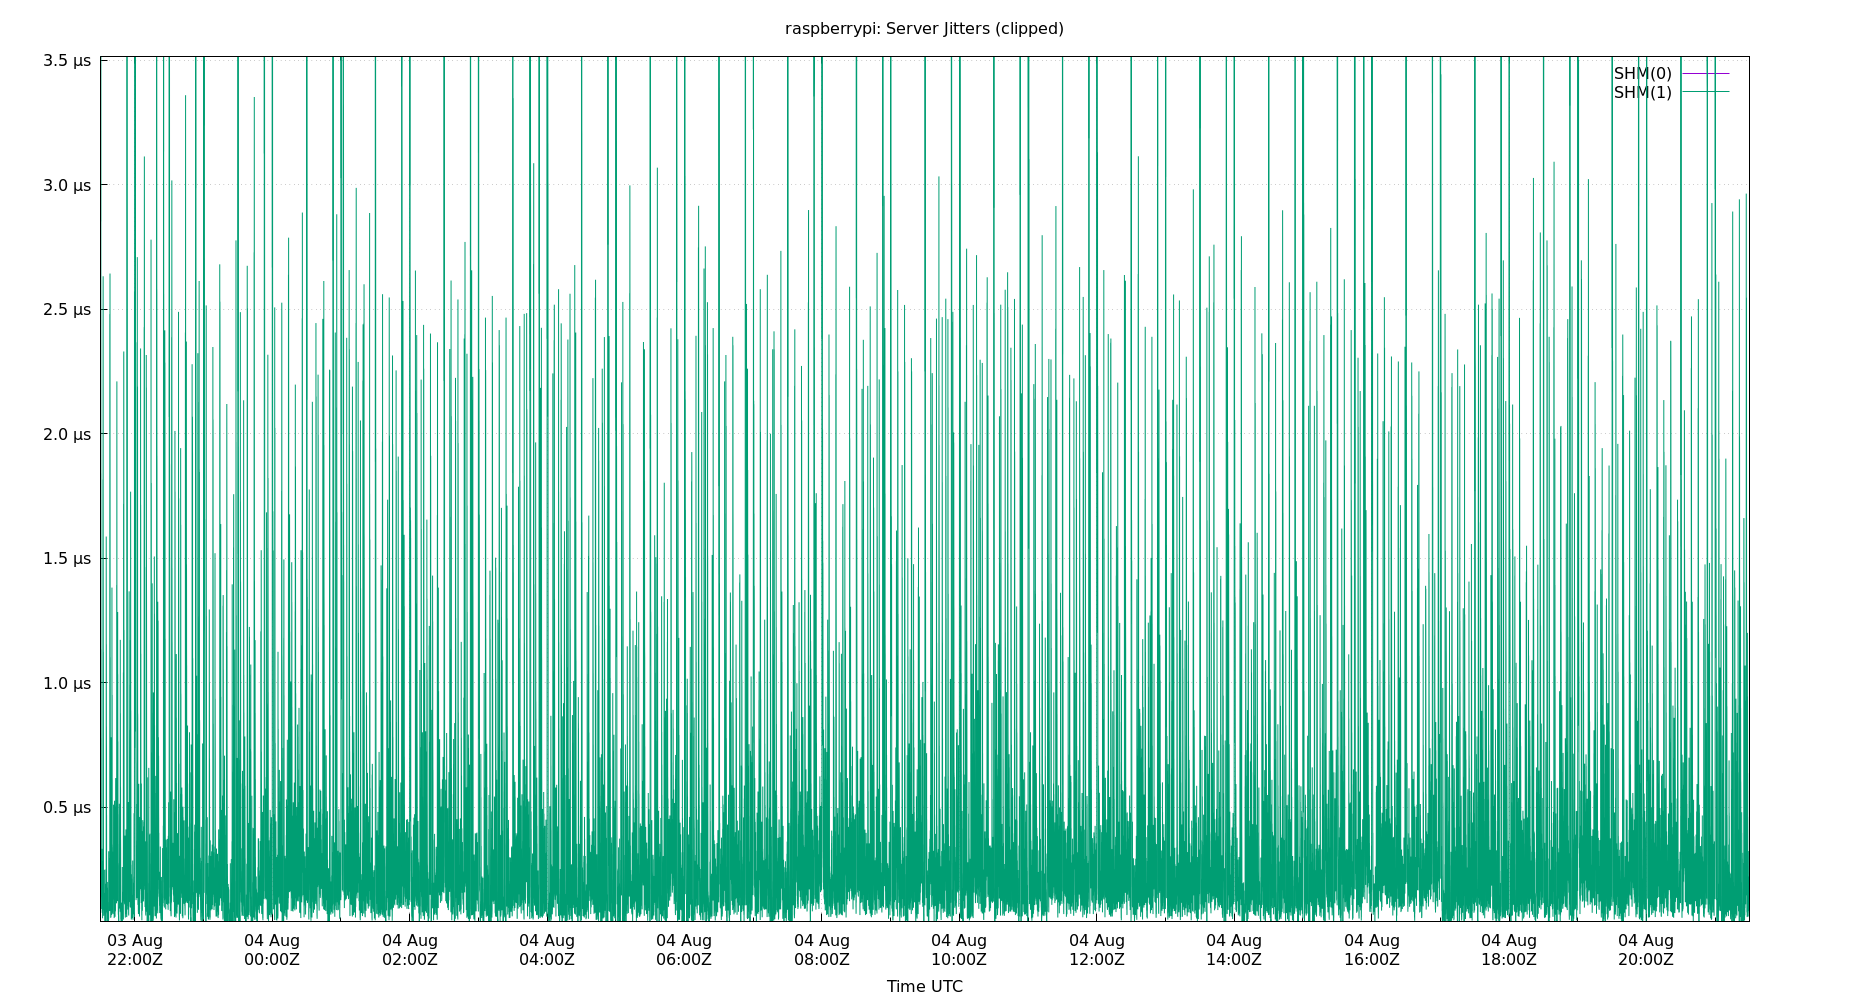 raspberrypi: Server Jitters (clipped)
3.5 µs
SHM(0)
SHM(1)
3.0 µs
2.5 µs
2.0 µs
1.5 µs
1.0 µs
0.5 µs
03 Aug 04 Aug 04 Aug 04 Aug 04 Aug 04 Aug 04 Aug 04 Aug 04 Aug 04 Aug 04 Aug 04 Aug
22:00Z 00:00Z 02:00Z 04:00Z 06:00Z 08:00Z 10:00Z 12:00Z 14:00Z 16:00Z 18:00Z 20:00Z
Time UTC